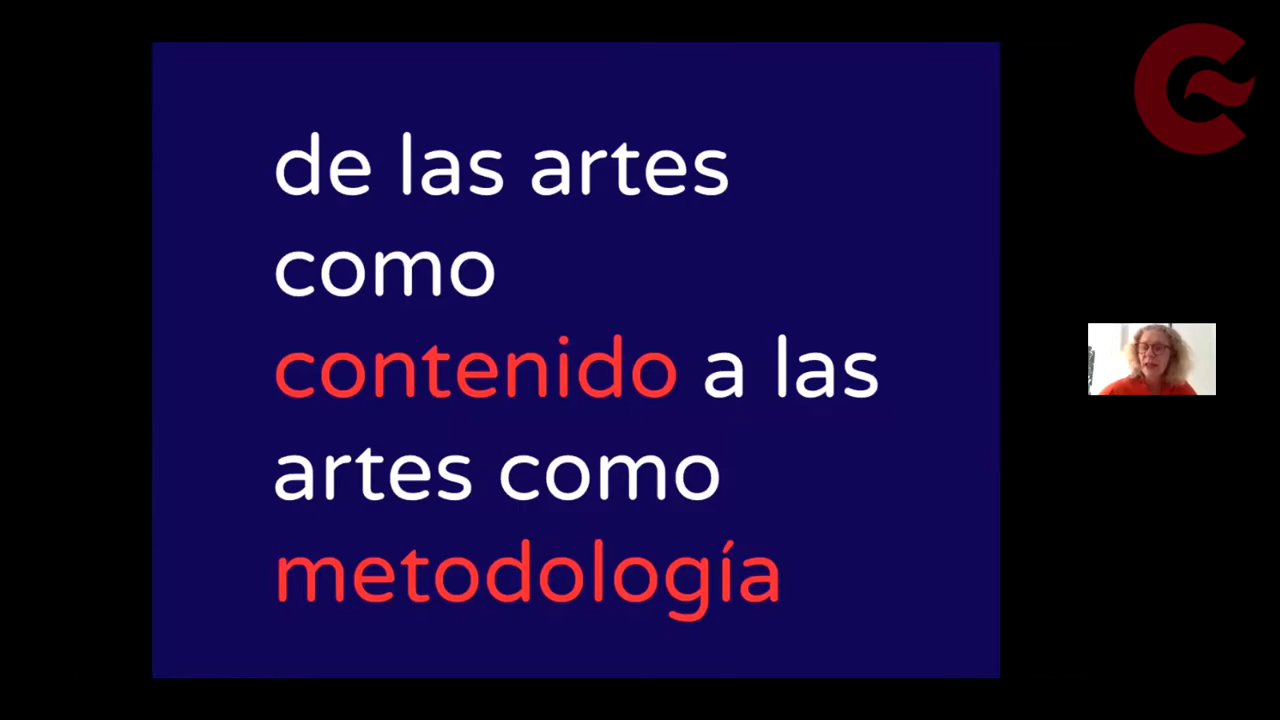 de las artes
como
contenido a las
artes como
metodología